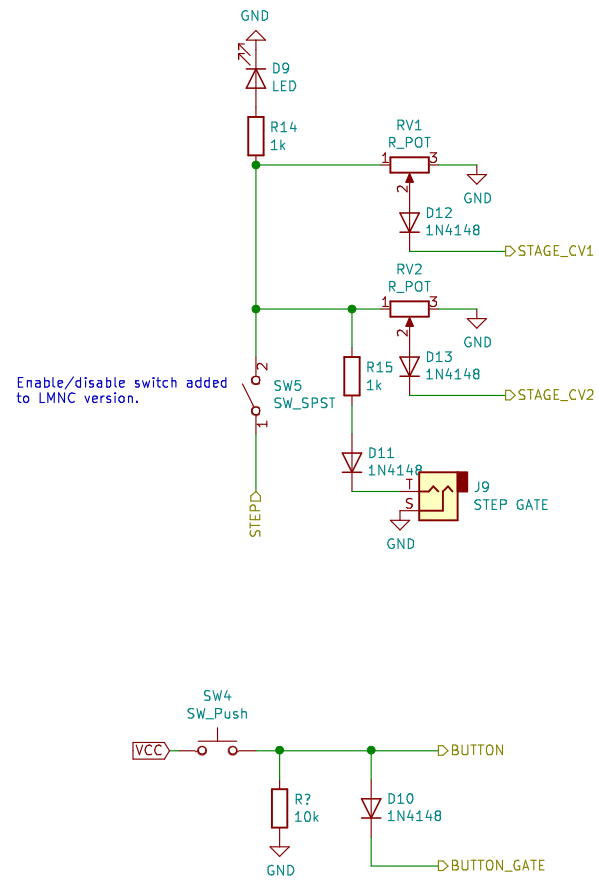 GND
D9
LED
R14
1k
RV1
R_POT
1
3
2
GND
D12
1N4148
STAGE_CV1
RV2
R_POT
1
3
2
GND
D13
1N4148
STAGE_CV2
R15
1k
Enable/disable switch added
to LMNC version.
2
SW5
SW_SPST
1
STEP
D11
1N4148
T
S
J9
STEP GATE
GND
SW4
SW_Push
VCC
BUTTON
R?
10k
GND
D10
1N4148
BUTTON_GATE